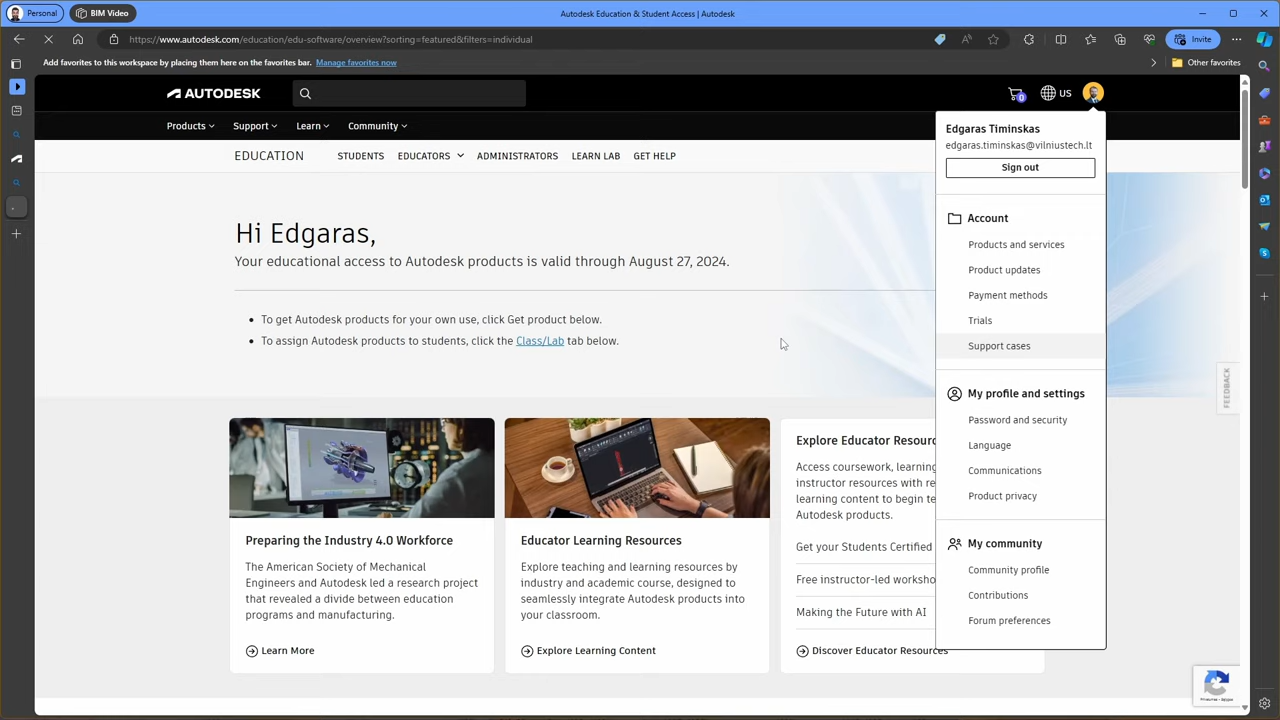 Personal
BIM Video
Autodesk Education & Student Access | Autodesk
https://www.autodesk.com/education/edu-software/overview?sorting=featured&filters=individual
Invite
Add favorites to this workspace by placing them here on the favorites bar. Manage favorites now
Other favorites
AUTODESK
0
US
Products
Support
Learn
Community
EDUCATION
STUDENTS
EDUCATORS
ADMINISTRATORS
LEARN LAB
GET HELP
Hi Edgaras,
Your educational access to Autodesk products is valid through August 27, 2024.
• To get Autodesk products for your own use, click Get product below.
• To assign Autodesk products to students, click the Class/Lab tab below.
Edgaras Timinskas
edgaras.timinskas@vilniustech.lt
Sign out
Account
Products and services
Product updates
Payment methods
Trials
Support cases
My profile and settings
Password and security
Language
Communications
Product privacy
My community
Community profile
Contributions
Forum preferences
FEEDBACK
Preparing the Industry 4.0 Workforce
The American Society of Mechanical
Engineers and Autodesk led a research project
that revealed a divide between education
programs and manufacturing.
Learn More
Educator Learning Resources
Explore teaching and learning resources by
industry and academic course, designed to
seamlessly integrate Autodesk products into
your classroom.
Explore Learning Content
Explore Educator Resour
Access coursework, learning
instructor resources with re
learning content to begin te
Autodesk products.
Get your Students Certified
Free instructor-led worksho
Making the Future with AI
Discover Educator Resources